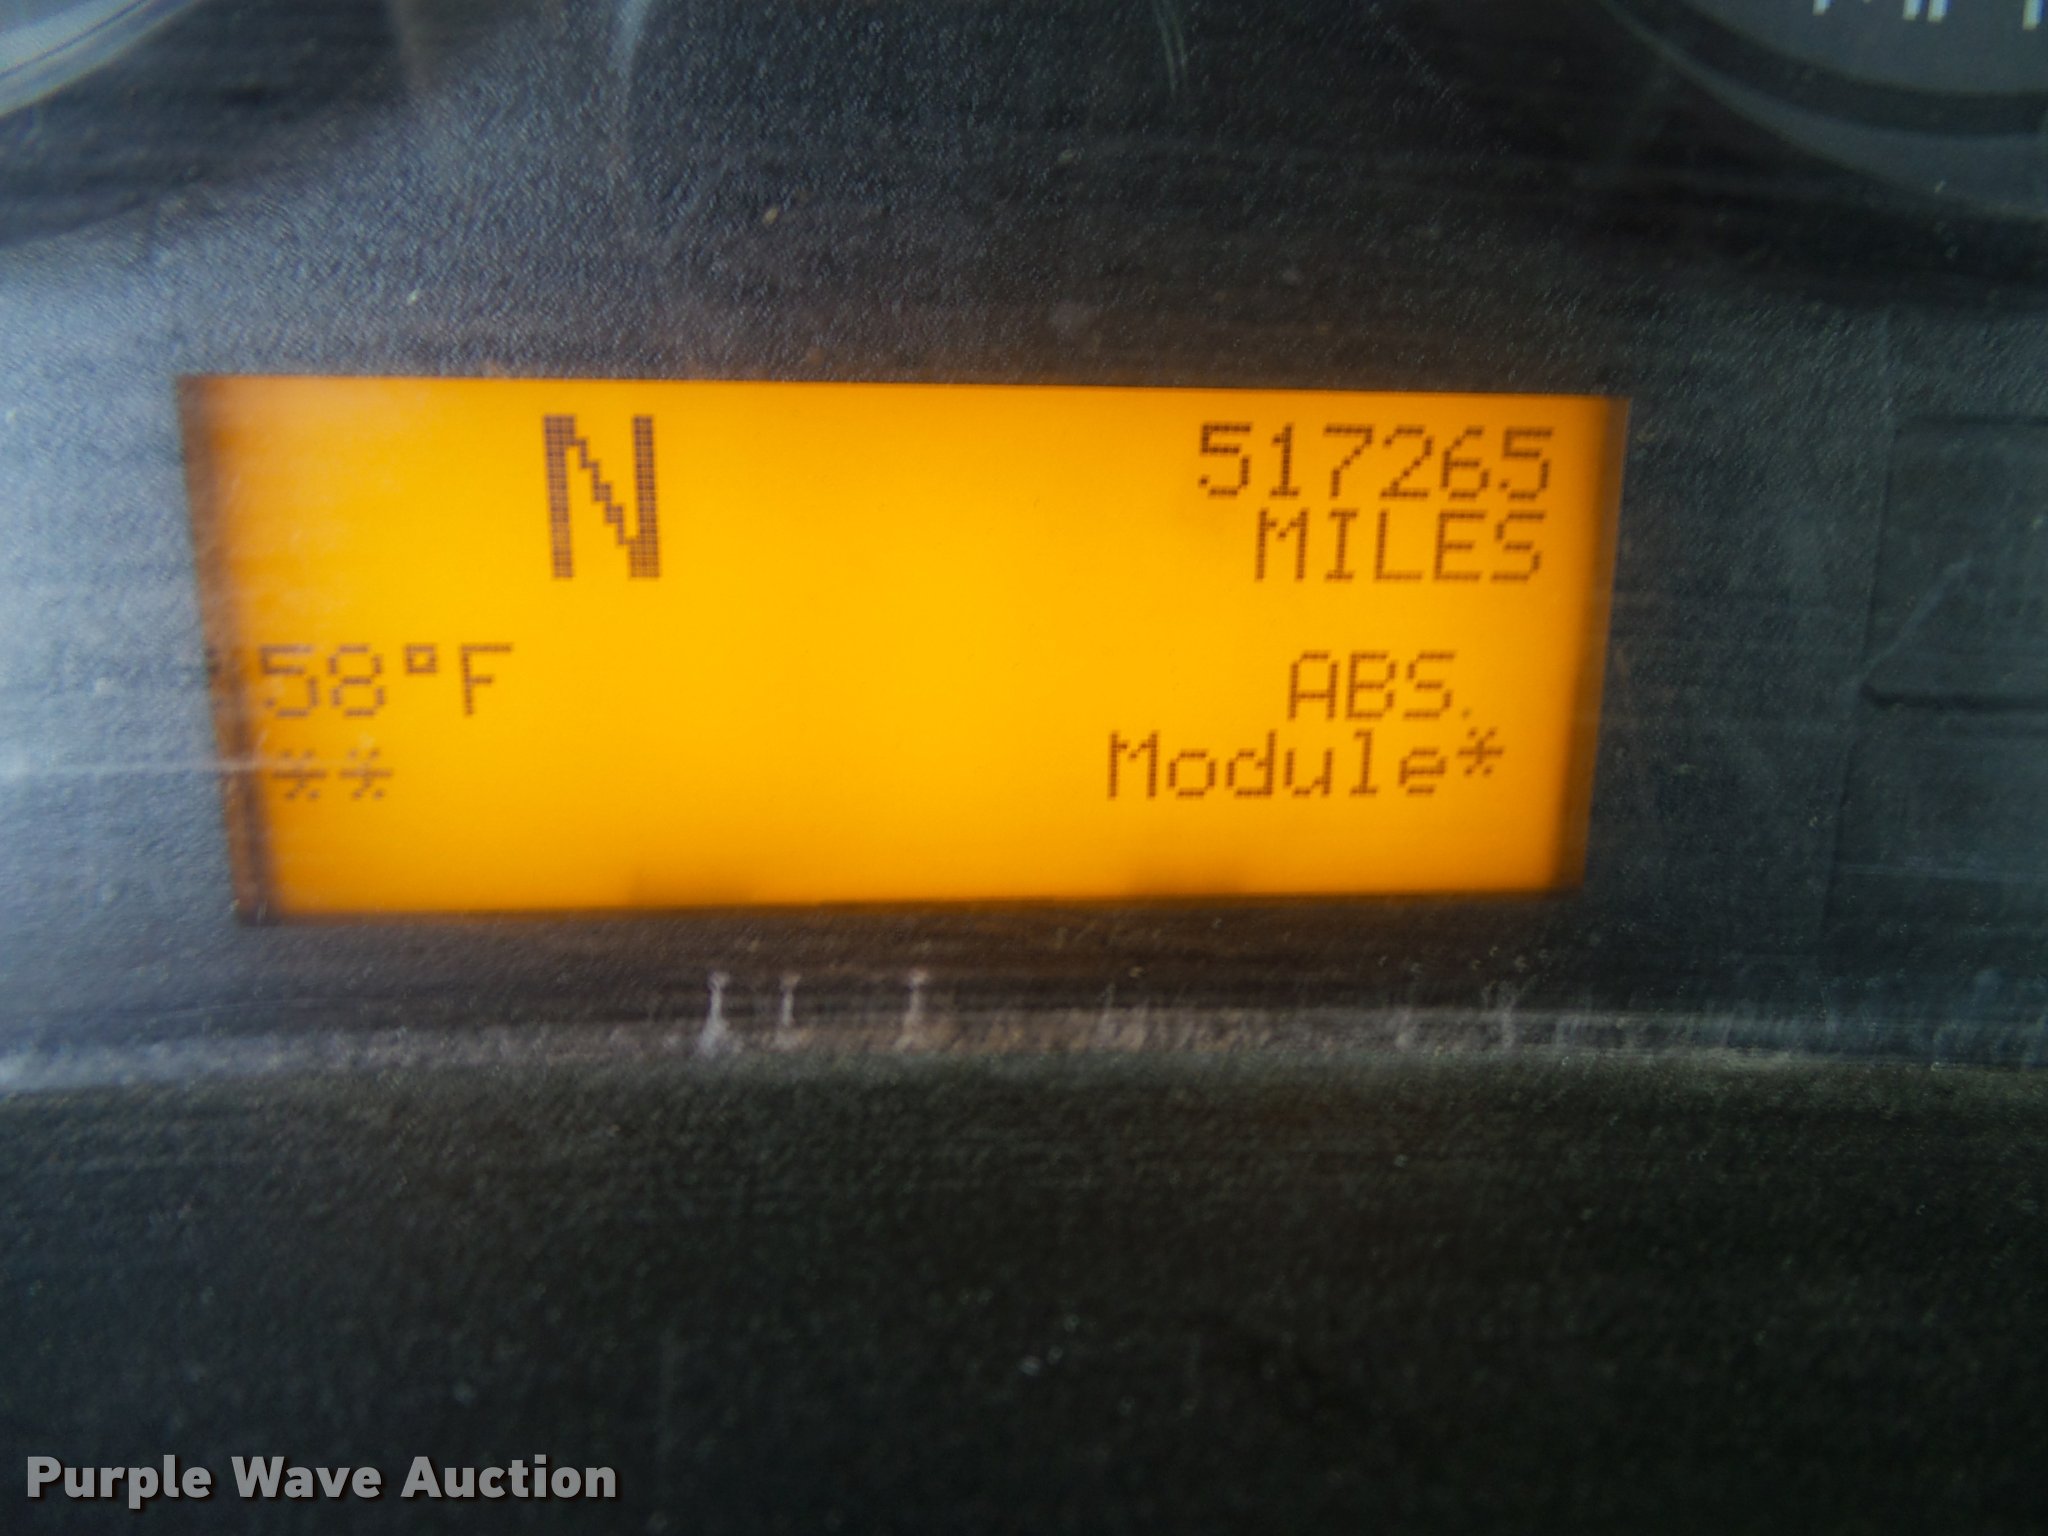 N
517265
MILES
58°F
ABS.
**
Module*
Purple Wave Auction